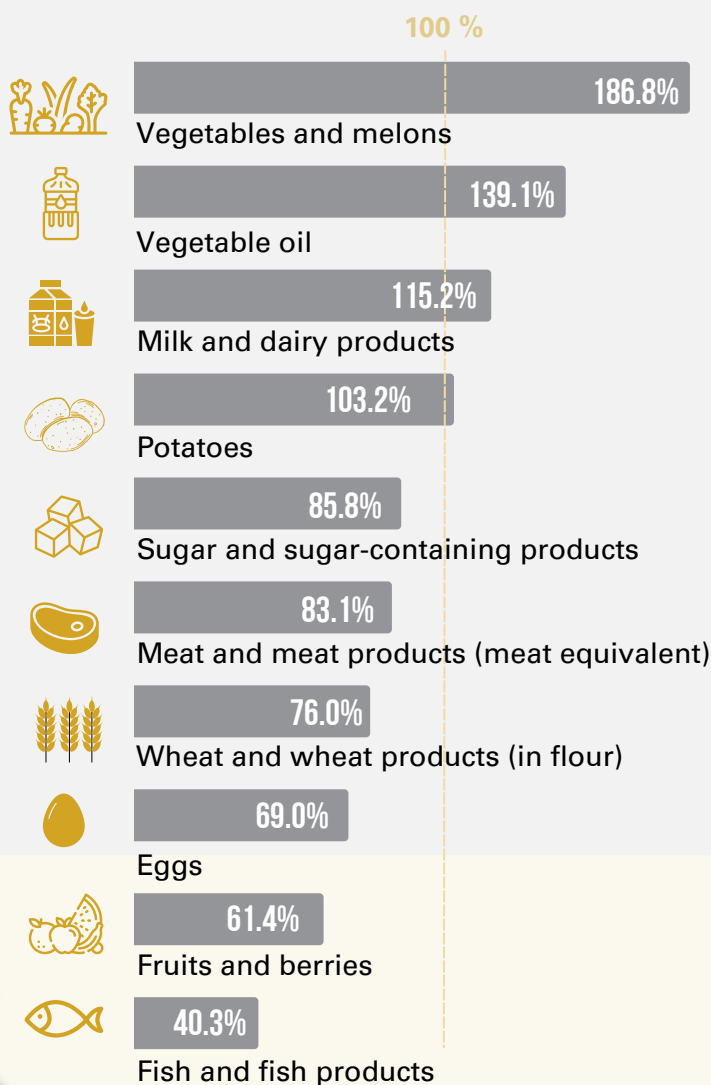 100 %
186.8%
Vegetables and melons
139.1%
Vegetable oil
115.2%
Milk and dairy products
103.2%
Potatoes
85.8%
Sugar and sugar-containing products
83.1%
Meat and meat products (meat equivalent)
76.0%
Wheat and wheat products (in flour)
69.0%
Eggs
61.4%
Fruits and berries
40.3%
Fish and fish products